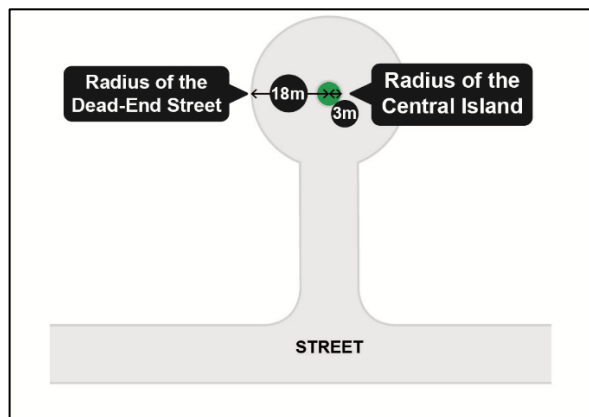 Radius of the
Dead-End Street
18m
3m
Radius of the
Central Island
STREET